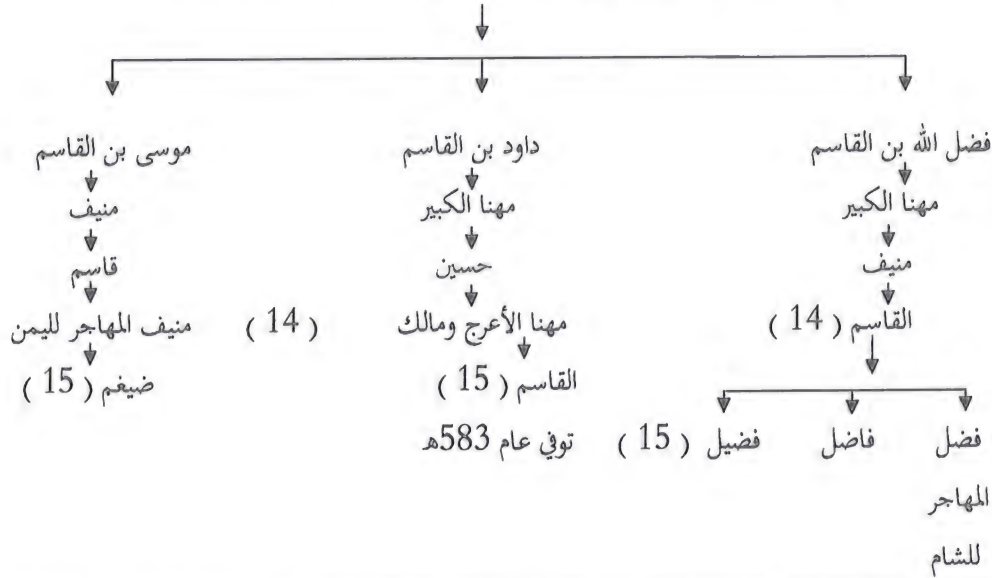 فضل الله بن القاسم داود بن القاسم موسى بن القاسم
مهنا الكبير مهنا الكبير منيف
منيف حسين قاسم
القاسم ( 14 ) مهنا الأعرج ومالك ( 14 ) منيف المهاجر لليمن
القاسم ( 15 ) ضيغم ( 15 )
فضل فاضل فضيل ( 15 ) توفي عام 583هـ
المهاجر
للشام